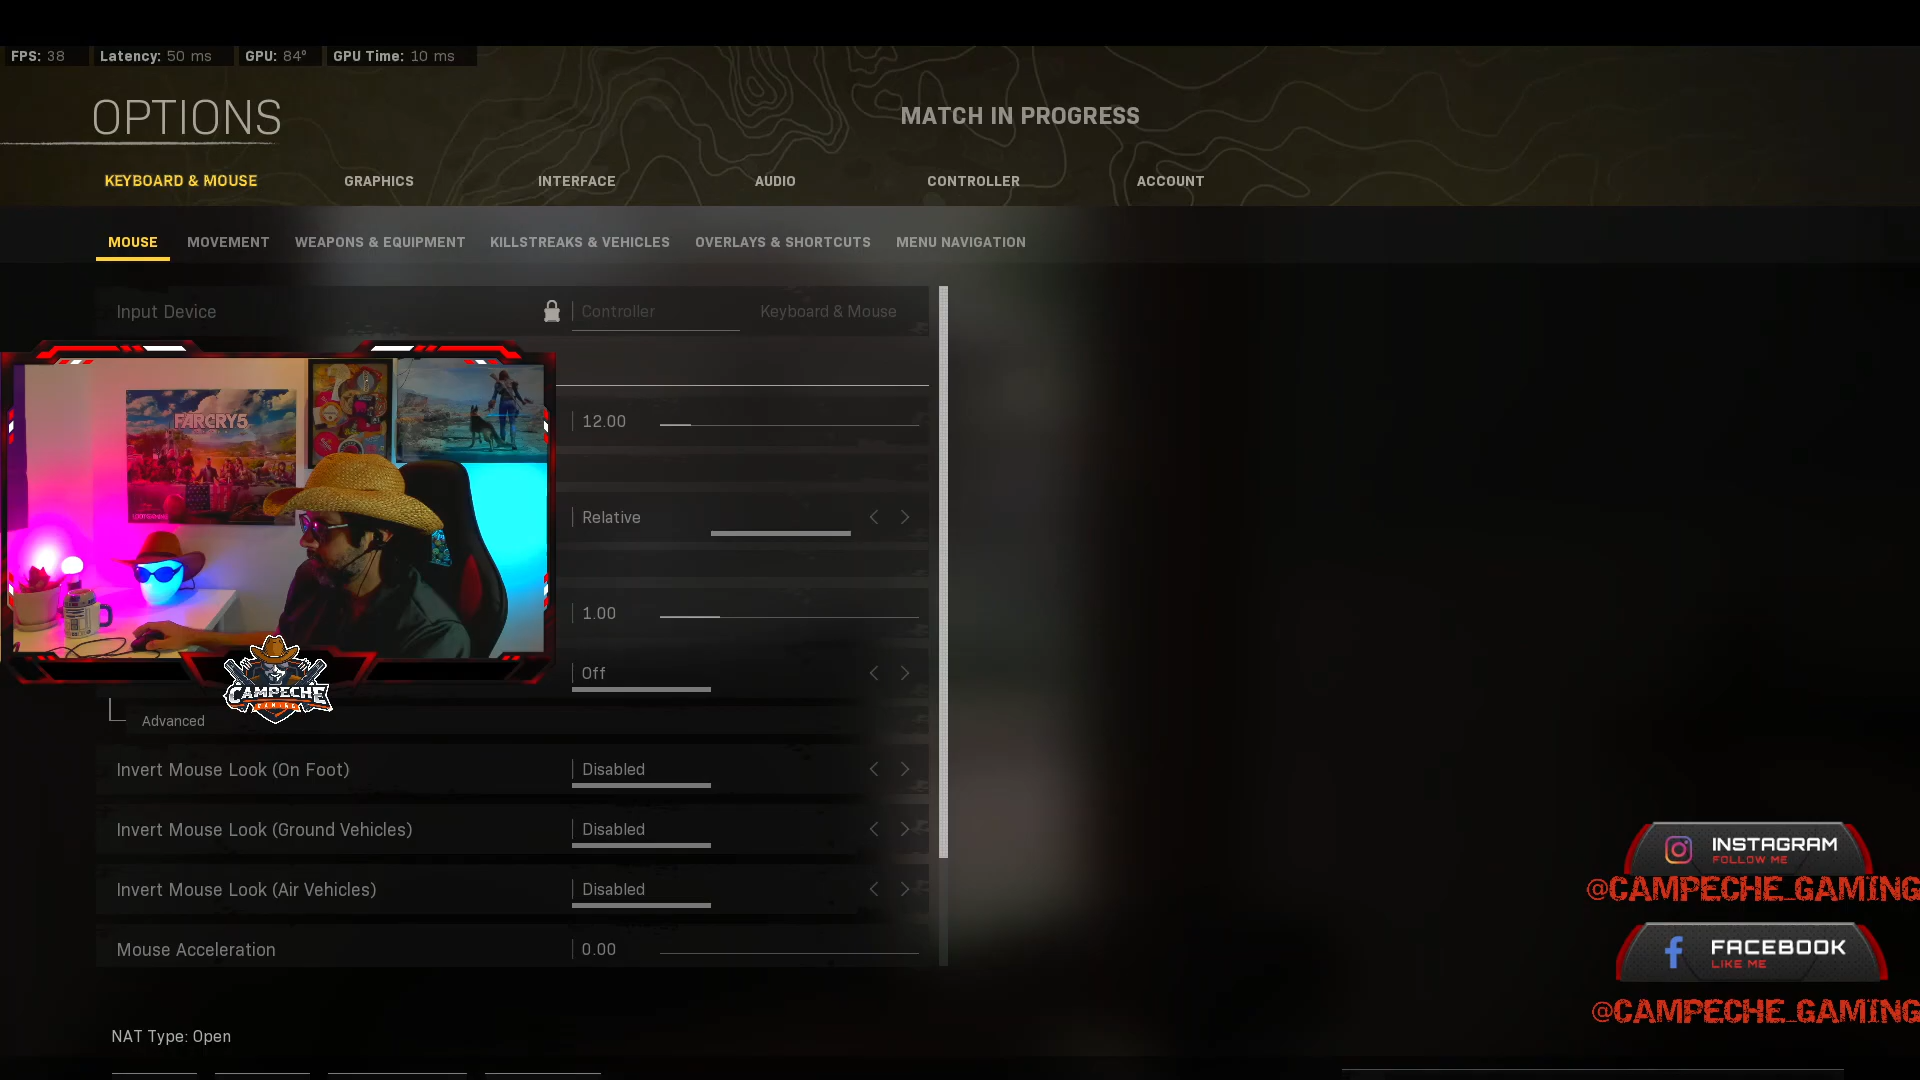 FPS: 38 Latency: 50 ms GPU: 84° GPU Time: 10 ms
OPTIONS
MATCH IN PROGRESS
KEYBOARD & MOUSE GRAPHICS INTERFACE AUDIO CONTROLLER ACCOUNT
MOUSE MOVEMENT WEAPONS & EQUIPMENT KILLSTREAKS & VEHICLES OVERLAYS & SHORTCUTS MENU NAVIGATION
Input Device Controller Keyboard & Mouse
FARCRY5
12.00
Relative
1.00
Off
CAMPECHE
GAMING
Advanced
Invert Mouse Look (On Foot) Disabled
Invert Mouse Look (Ground Vehicles) Disabled
Invert Mouse Look (Air Vehicles) Disabled
Mouse Acceleration 0.00
NAT Type: Open
INSTAGRAM
FOLLOW ME
@CAMPECHE_GAMING
FACEBOOK
LIKE ME
@CAMPECHE_GAMING